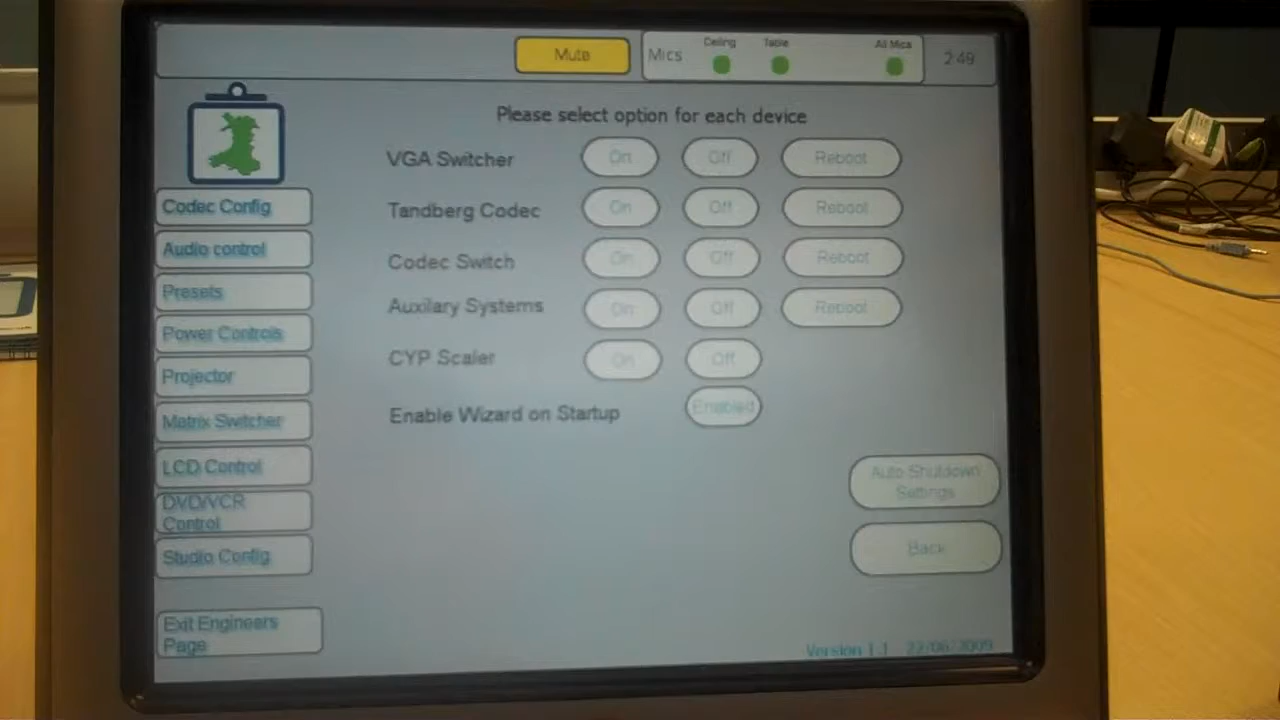 Mute
Mics
Ceiling
Table
All Mics
2:49
Please select option for each device
VGA Switcher On Off Reboot
Tandberg Codec On Off Reboot
Codec Switch On Off Reboot
Auxilary Systems On Off Reboot
CYP Scaler On Off
Enable Wizard on Startup Enabled
Codec Config
Audio control
Presets
Power Controls
Projector
Matrix Switcher
LCD Control
DVD/VCR
Control
Studio Config
Exit Engineers
Page
Auto Shutdown
Settings
Back
Version 1.1 22/06/2009